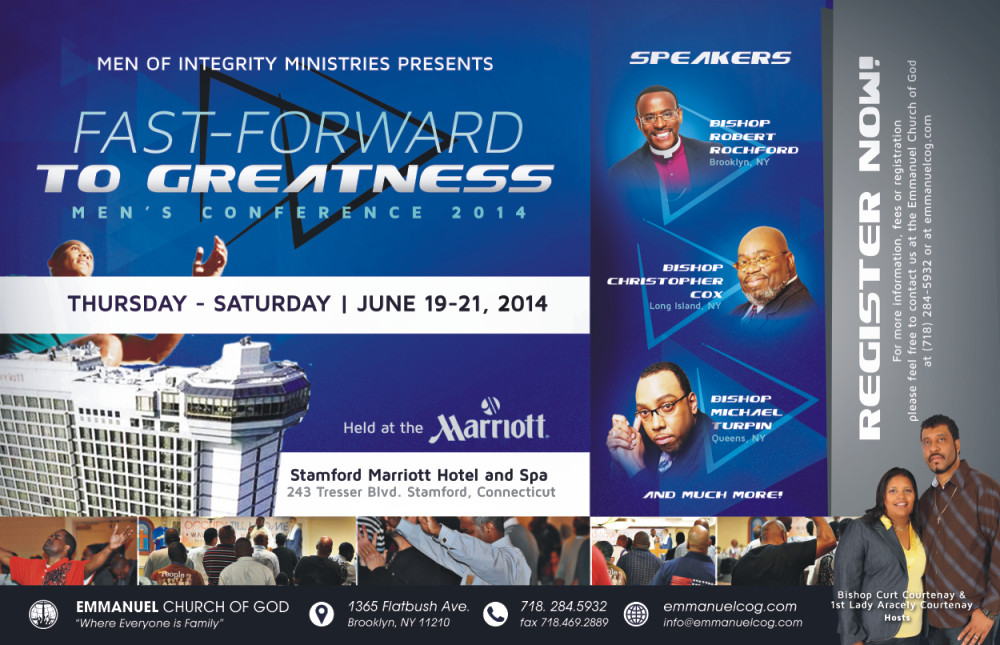 MEN OF INTEGRITY MINISTRIES PRESENTS
FAST-FORWARD
TO GREATNESS
MEN'S CONFERENCE 2014
THURSDAY - SATURDAY | JUNE 19-21, 2014
Held at the Marriott
Stamford Marriott Hotel and Spa
243 Tresser Blvd. Stamford, Connecticut
SPEAKERS
BISHOP
ROBERT
ROCHFORD
Brooklyn, NY
BISHOP
CHRISTOPHER
COX
Long Island, NY
BISHOP
MICHAEL
TURPIN
Queens, NY
AND MUCH MORE!
REGISTER NOW!
For more information, fees or registration
please feel free to contact us at the Emmanuel Church of God
at (718) 284-5932 or at emmanuelcog.com
Bishop Curt Courtenay &
1st Lady Aracely Courtenay
Hosts
EMMANUEL CHURCH OF GOD
"Where Everyone is Family"
1365 Flatbush Ave.
Brooklyn, NY 11210
718. 284.5932
fax 718.469.2889
emmanuelcog.com
info@emmanuelcog.com